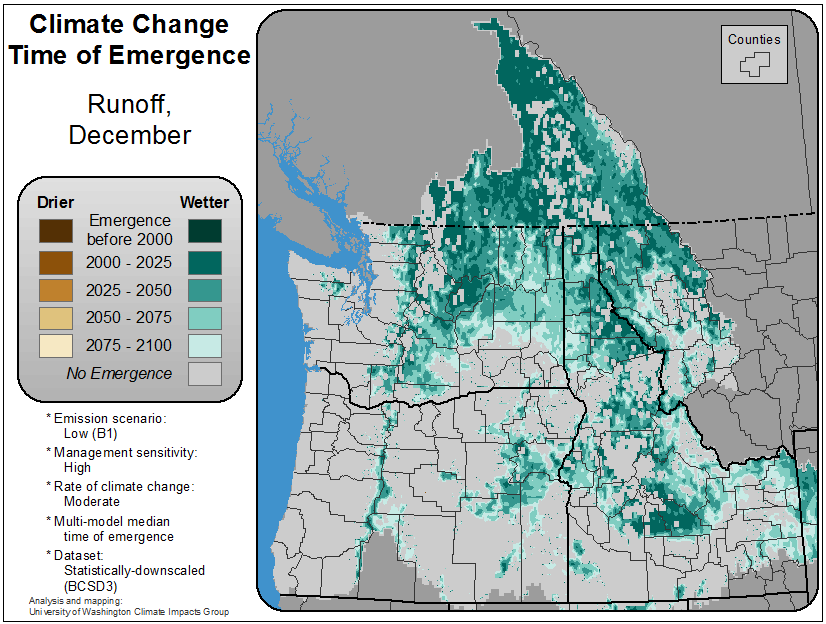 Climate Change
Time of Emergence
Runoff,
December
Counties
Drier
Wetter
Emergence
before 2000
2000 - 2025
2025 - 2050
2050 - 2075
2075 - 2100
No Emergence
* Emission scenario:
Low (B1)
* Management sensitivity:
High
* Rate of climate change:
Moderate
* Multi-model median
time of emergence
* Dataset:
Statistically-downscaled
(BCSD3)
Analysis and mapping:
University of Washington Climate Impacts Group